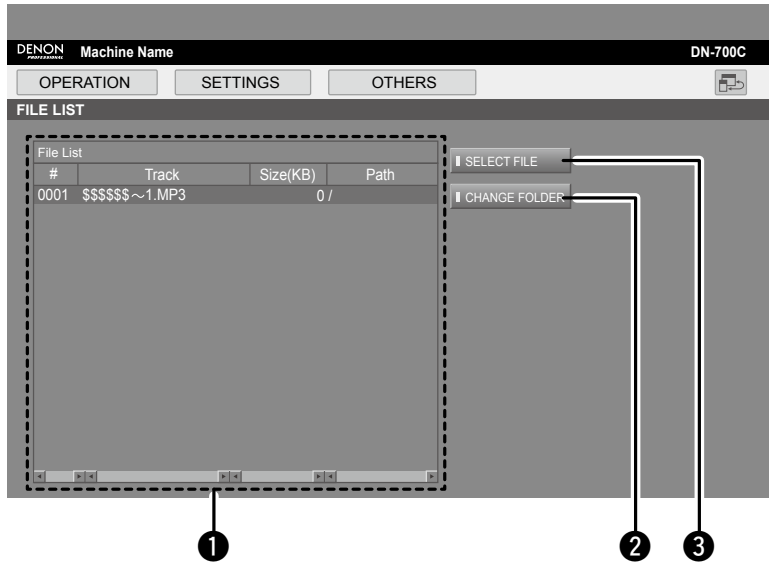 DENON PROFESSIONAL Machine Name DN-700C
OPERATION SETTINGS OTHERS
FILE LIST
File List
# Track Size(KB) Path
0001 $$$$$$~1.MP3 0 /
SELECT FILE
CHANGE FOLDER
1 2 3